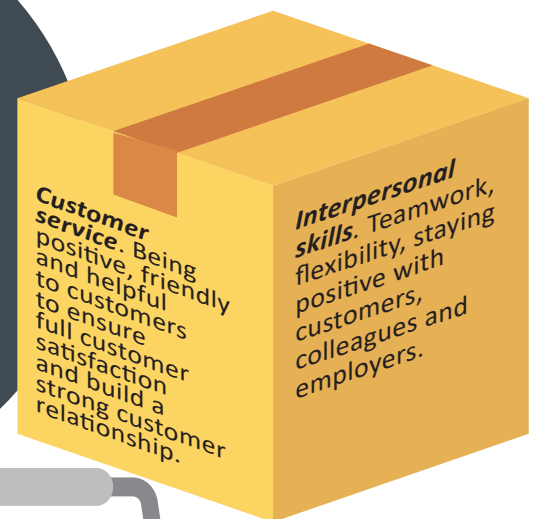 Customer
service. Being
positive, friendly
and helpful
to customers
to ensure
full customer
satisfaction
and build a
strong customer
relationship.
Interpersonal
skills. Teamwork,
flexibility, staying
positive with
customers,
colleagues and
employers.